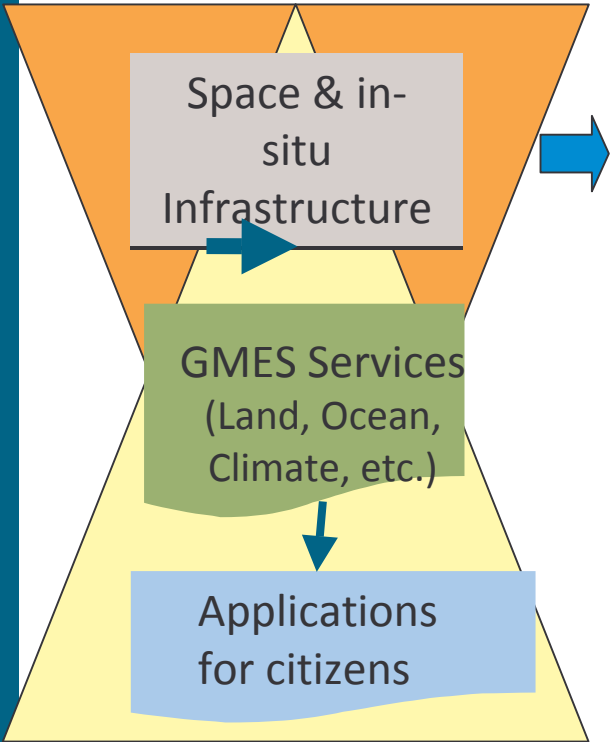 Space & in-
situ
Infrastructure
GMES Services
(Land, Ocean,
Climate, etc.)
Applications
for citizens